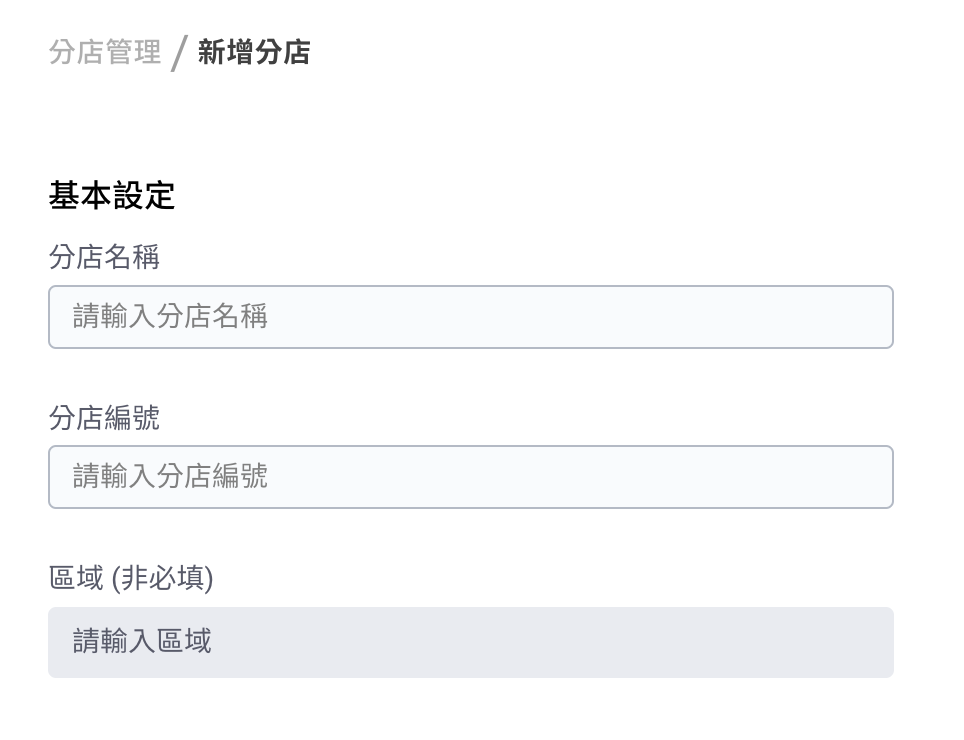 分店管理 / 新增分店
基本設定
分店名稱
請輸入分店名稱
分店編號
請輸入分店編號
區域 (非必填)
請輸入區域